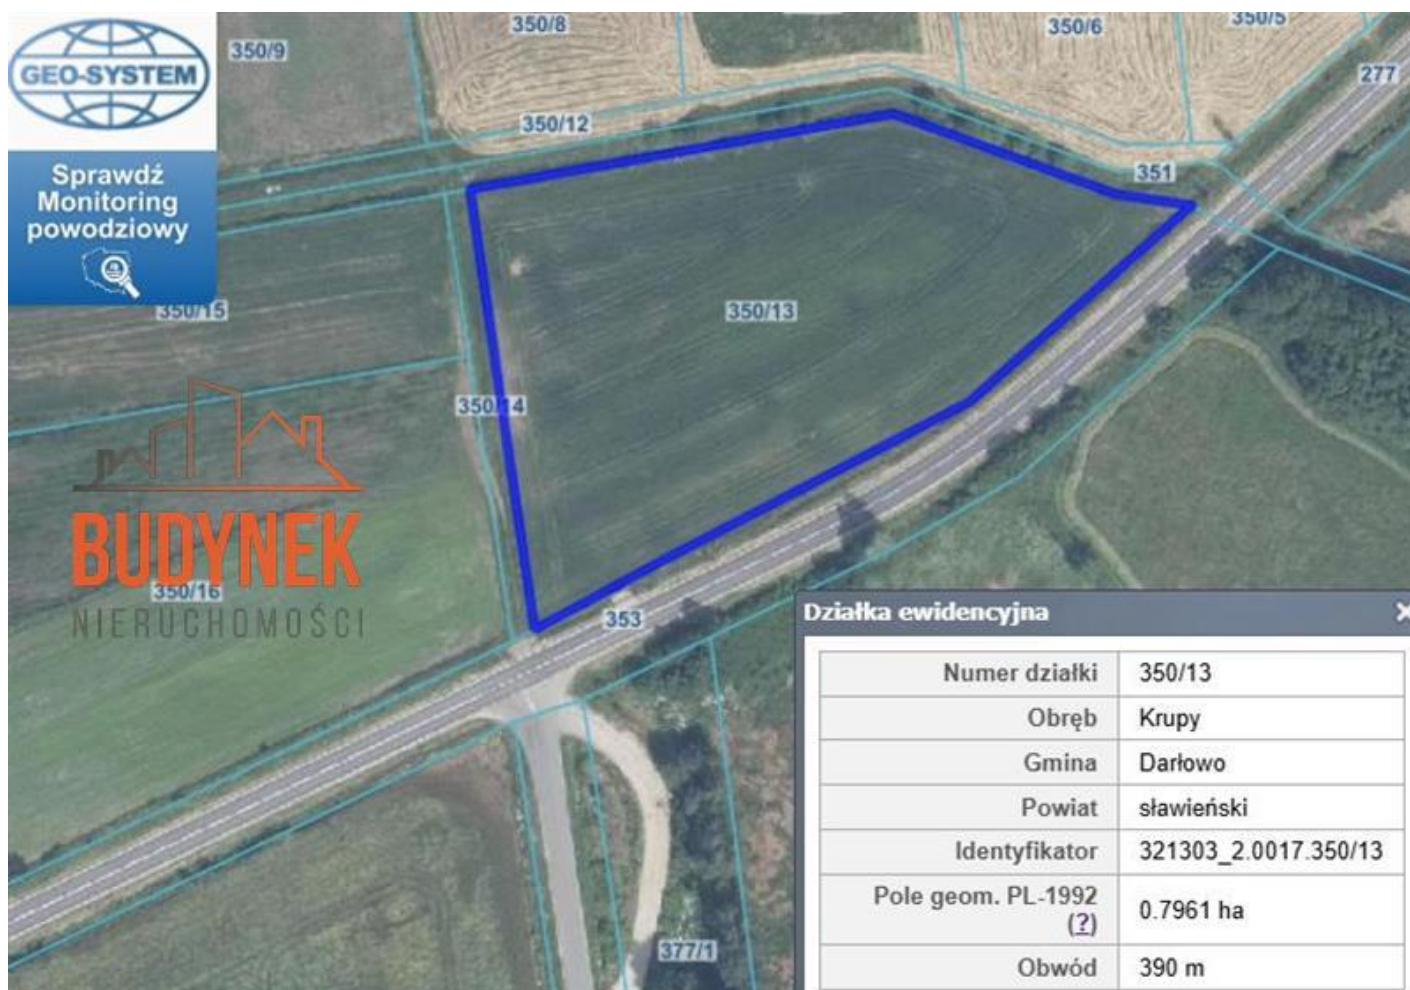 350/8
350/6
350/5
350/9
277
GEO-SYSTEM
350/12
351
Sprawdź
Monitoring
powodziowy
350/15
350/13
350/14
BUDYNEK
350/16
NIERUCHOMOŚCI
353
377/1
Działka ewidencyjna
Numer działki 350/13
Obręb Krupy
Gmina Darłowo
Powiat sławieński
Identyfikator 321303_2.0017.350/13
Pole geom. PL-1992
(?) 0.7961 ha
Obwód 390 m